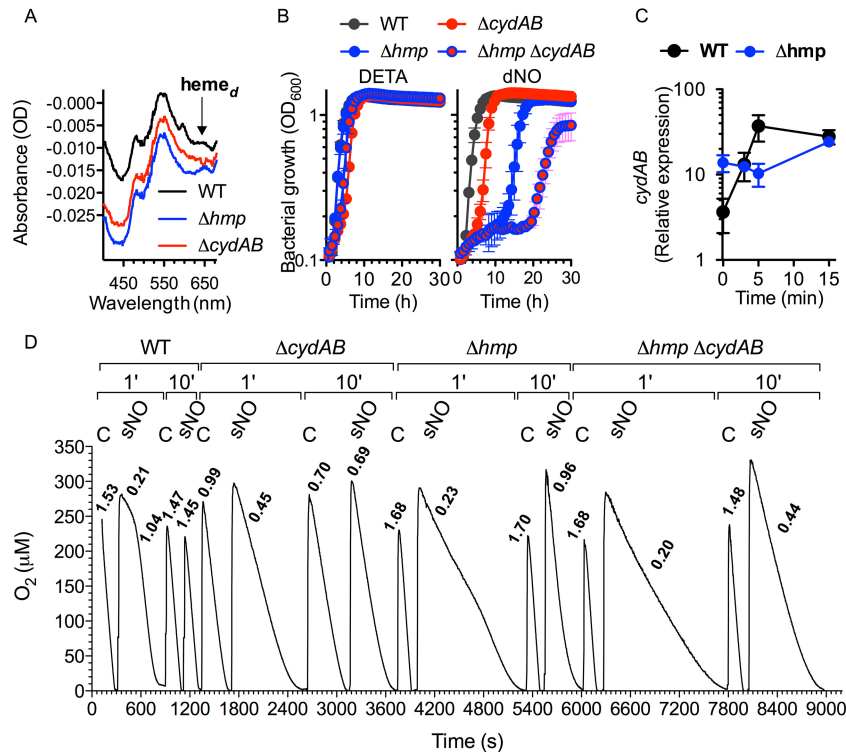 A
heme d
-0.000
-0.005
-0.010
-0.015
-0.020
-0.025
Absorbance (OD)
WT
Δhmp
ΔcydAB
450 550 650
Wavelength (nm)
B
WT ΔcydAB
Δhmp Δhmp ΔcydAB
DETA dNO
Bacterial growth (OD600)
1
0.1
0 10 20 30 0 10 20 30
Time (h) Time (h)
C
WT Δhmp
cydAB
(Relative expression)
100
10
1
0 5 10 15
Time (min)
D
WT ΔcydAB Δhmp Δhmp ΔcydAB
1' 10' 1' 10' 1' 10' 1' 10'
C sNO C sNO C sNO C sNO C sNO C sNO C sNO
1.53 0.21 1.04 1.47 1.45 0.99 0.45 0.70 0.69 1.68 0.23 1.70 0.96 1.68 0.20 1.48 0.44
O2 (μM)
350
300
250
200
150
100
50
0
0 600 1200 1800 2400 3000 3600 4200 4800 5400 6000 6600 7200 7800 8400 9000
Time (s)